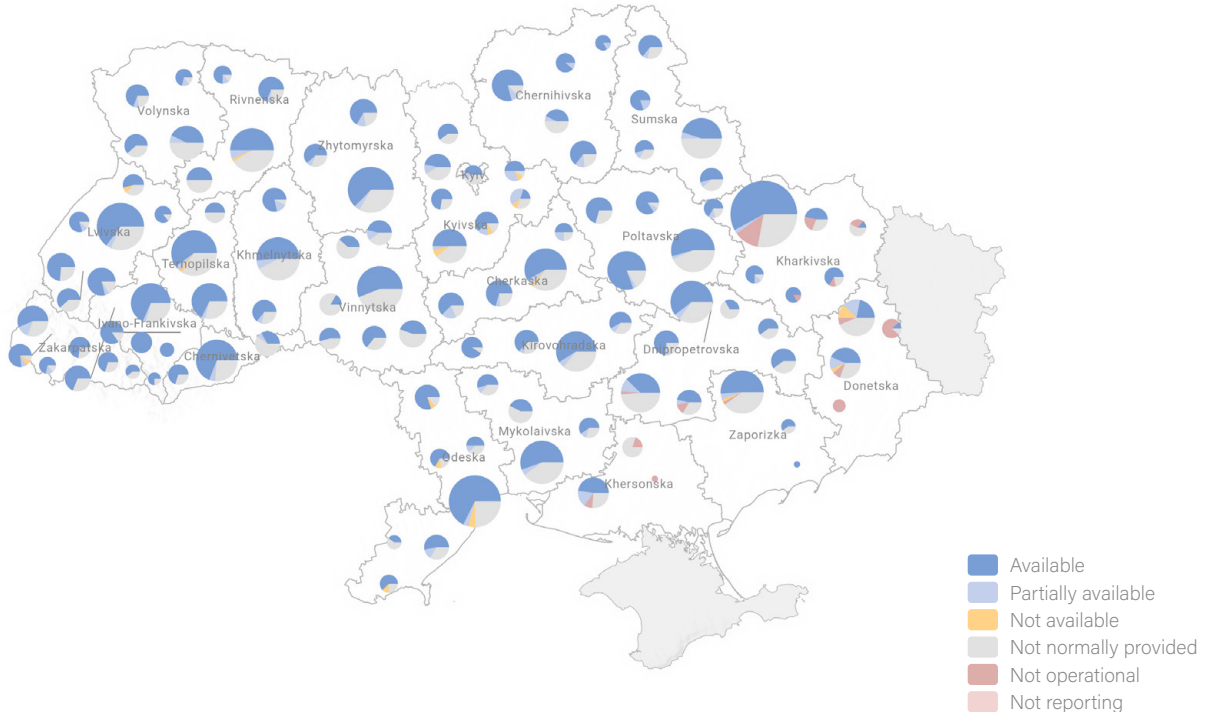 Volynska
Rivnenska
Chernihivska
Sumska
Zhytomyrska
Kyiv
Lvivska
Ternopilska
Khmelnytska
Kyivska
Poltavska
Kharkivska
Cherkaska
Vinnytska
Ivano-Frankivska
Zakarpatska
Chernivetska
Kirovohradska
Dnipropetrovska
Donetska
Mykolaivska
Zaporizka
Odeska
Khersonska
Available
Partially available
Not available
Not normally provided
Not operational
Not reporting